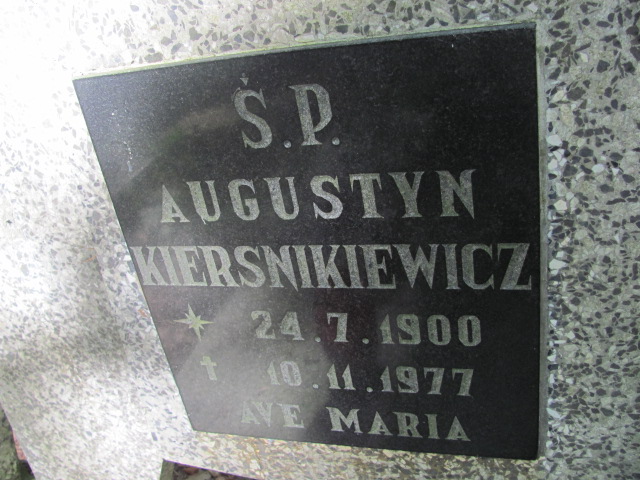 Ś.P.
AUGUSTYN
KIERSNIKIEWICZ
24.7.1900
10.11.1977
AVE MARIA